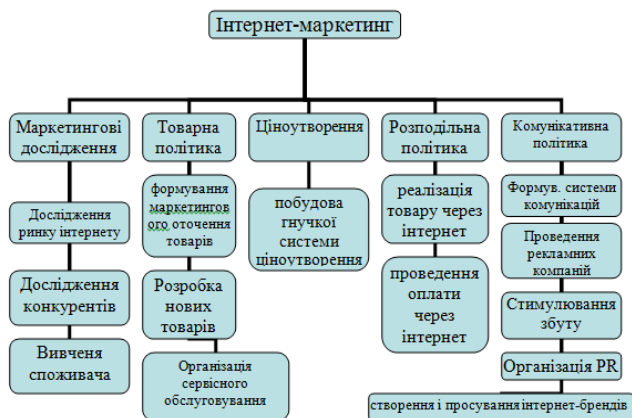 Інтернет-маркетинг
Маркетингові
дослідження
Дослідження
ринку інтернету
Дослідження
конкурентів
Вивченя
споживача
Товарна
політика
формування
маркетингов
ого оточення
товарів
Розробка
нових
товарів
Організація
сервісного
обслуговування
Ціноутворення
побудова
гнучкої
системи
ціноутворення
Розподільна
політика
реалізація
товару через
інтернет
проведення
оплати
через
інтернет
Комунікативна
політика
Формув. системи
комунікацій
Проведення
рекламних
компаній
Стимулювання
збуту
Організація PR
створення і просування інтернет-брендів